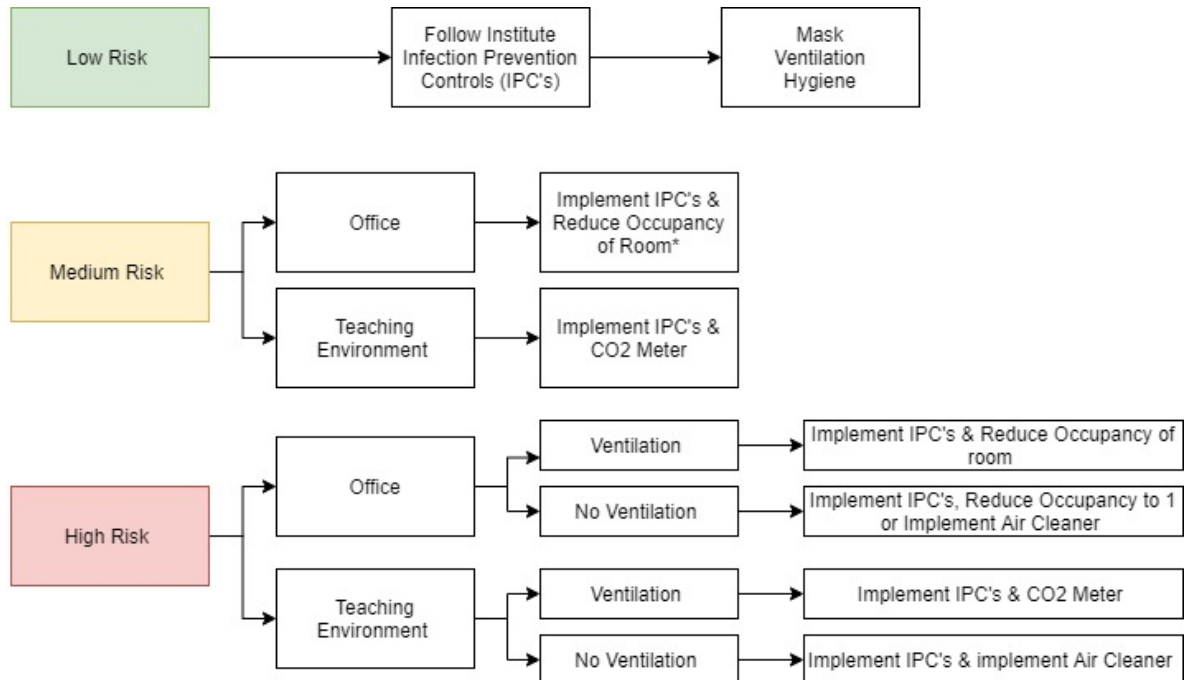 Low Risk
Follow Institute
Infection Prevention
Controls (IPC's)
Mask
Ventilation
Hygiene
Medium Risk
Office
Implement IPC's &
Reduce Occupancy
of Room*
Teaching
Environment
Implement IPC's &
CO2 Meter
High Risk
Office
Ventilation
Implement IPC's & Reduce Occupancy of
room
No Ventilation
Implement IPC's, Reduce Occupancy to 1
or Implement Air Cleaner
Teaching
Environment
Ventilation
Implement IPC's & CO2 Meter
No Ventilation
Implement IPC's & implement Air Cleaner